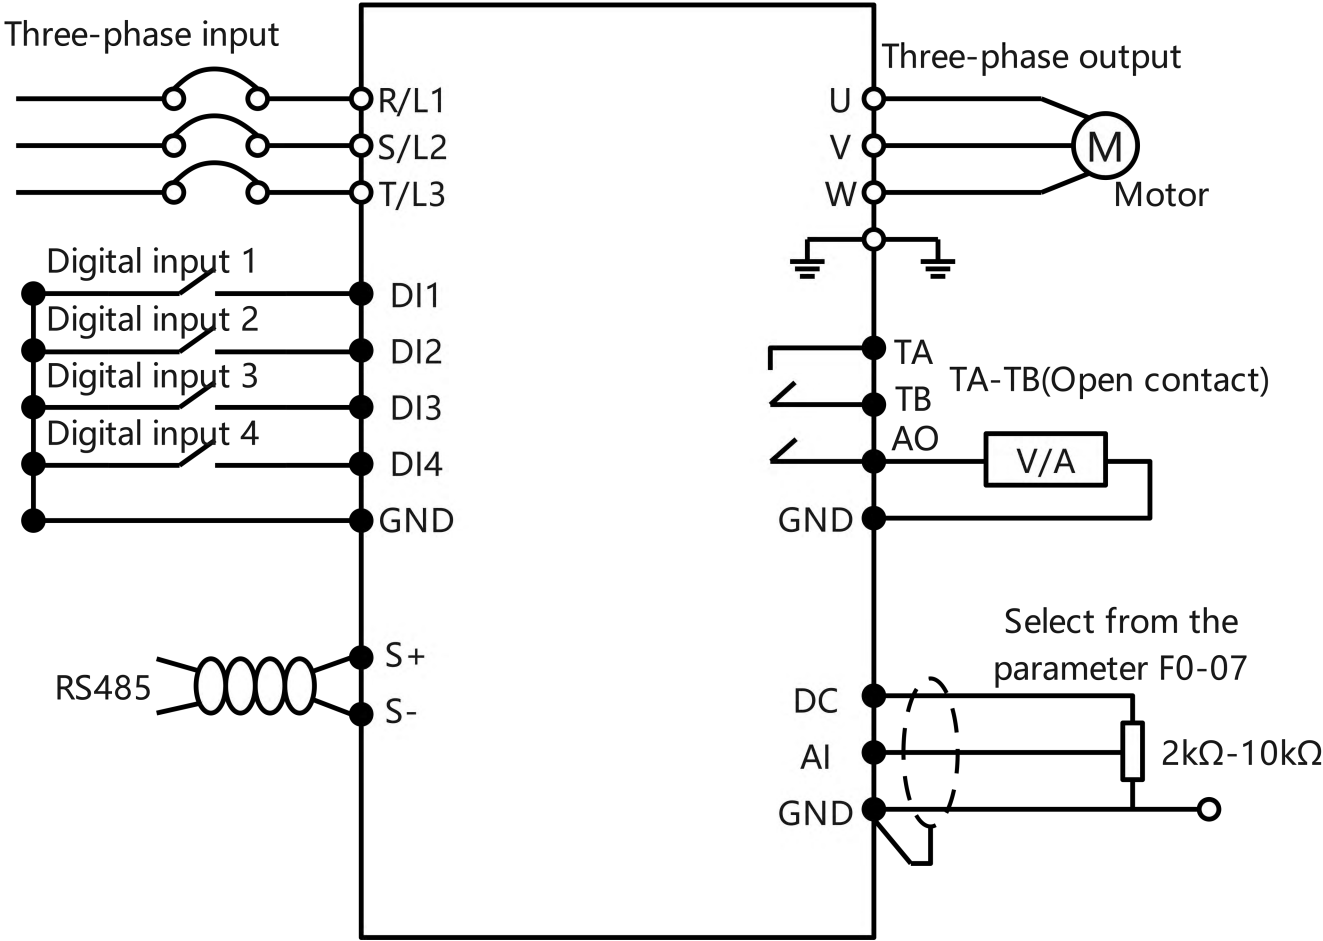 Three-phase input
R/L1
S/L2
T/L3
Digital input 1
DI1
Digital input 2
DI2
Digital input 3
DI3
Digital input 4
DI4
GND
RS485
S+
S-
Three-phase output
U
V
W
M
Motor
TA
TA-TB(Open contact)
TB
AO
V/A
GND
Select from the
parameter F0-07
DC
AI
2kΩ-10kΩ
GND